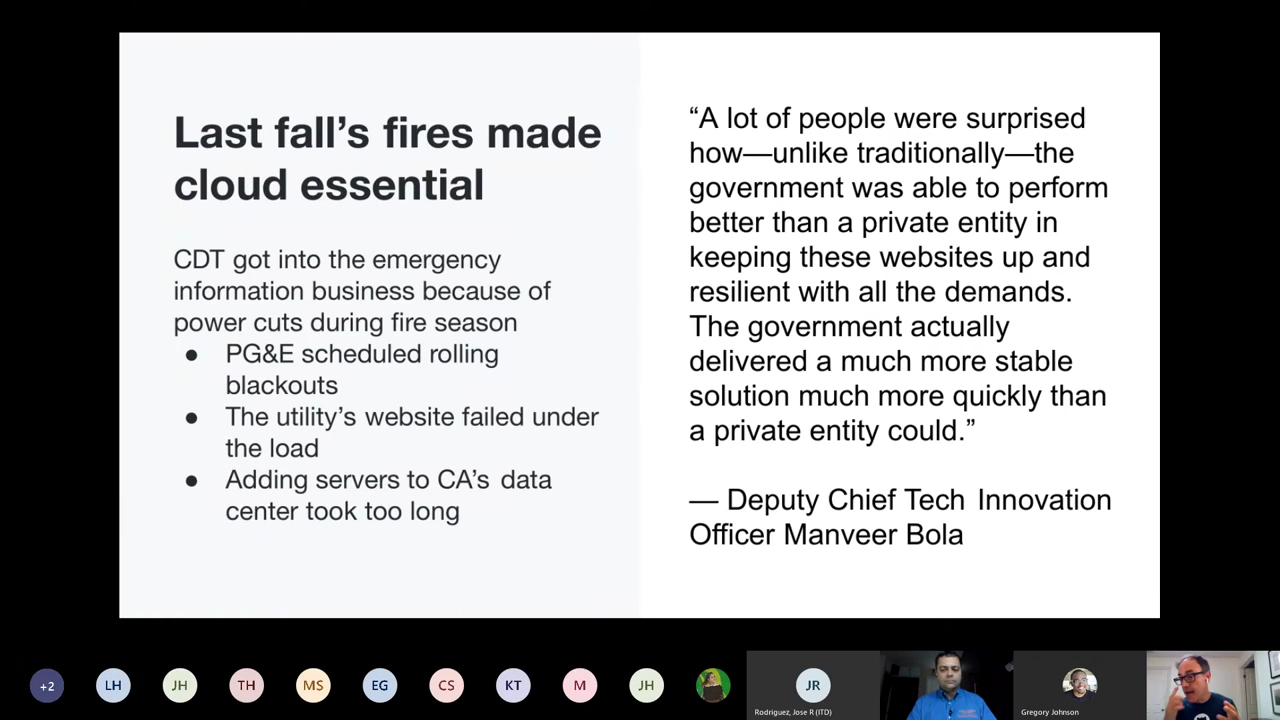 Last fall’s fires made
cloud essential
CDT got into the emergency
information business because of
power cuts during fire season
● PG&E scheduled rolling
blackouts
● The utility’s website failed under
the load
● Adding servers to CA’s data
center took too long
“A lot of people were surprised
how—unlike traditionally—the
government was able to perform
better than a private entity in
keeping these websites up and
resilient with all the demands.
The government actually
delivered a much more stable
solution much more quickly than
a private entity could.”
— Deputy Chief Tech Innovation
Officer Manveer Bola
+2
LH
JH
TH
MS
EG
CS
KT
M
JH
JR
Rodriguez, Jose R (ITD)
Gregory Johnson